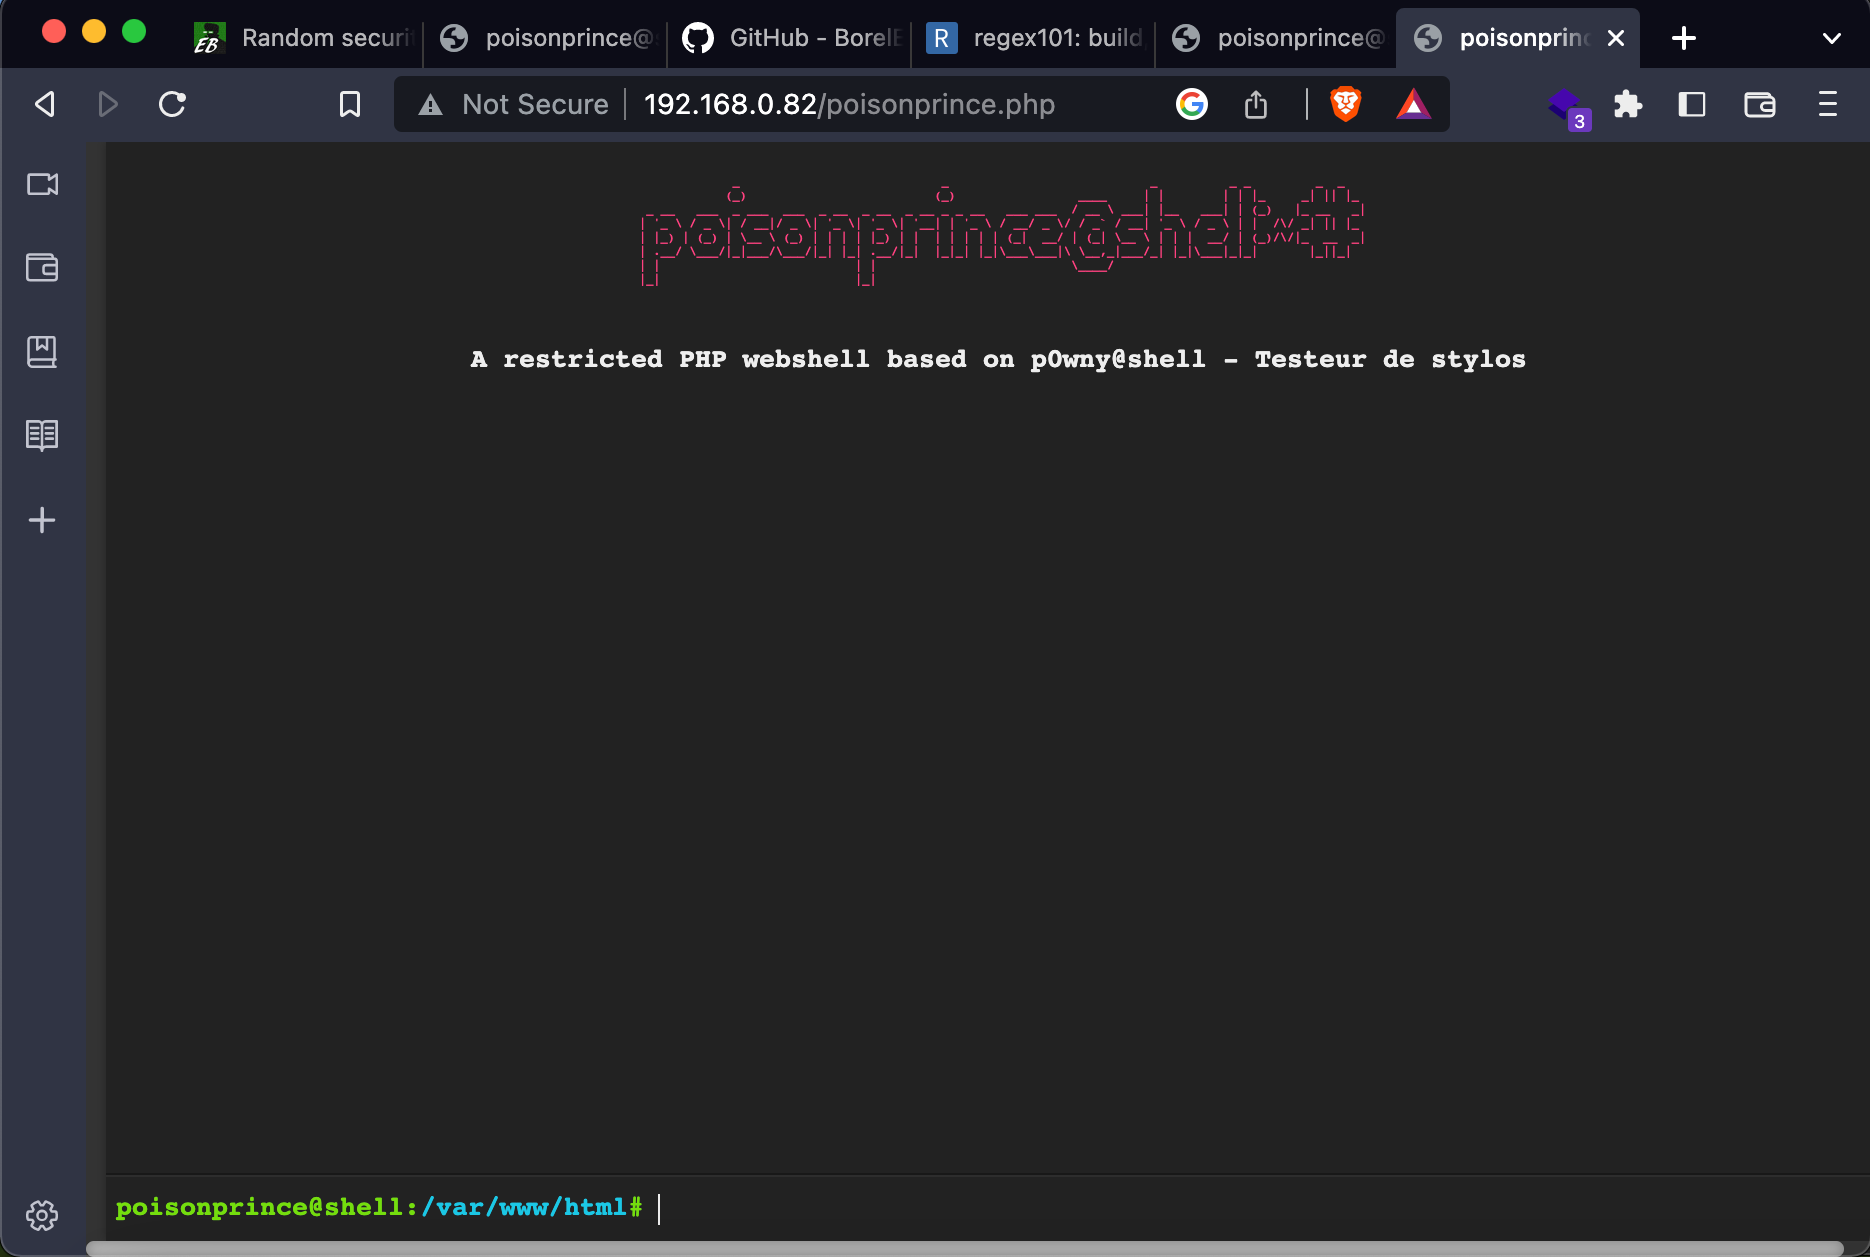 EB Random securi poisonprince@s GitHub - BorelE R regex101: build poisonprince@ poisonprinc
Not Secure 192.168.0.82/poisonprince.php G 3
poisonprince@shell:~#
A restricted PHP webshell based on p0wny@shell – Testeur de stylos
poisonprince@shell:/var/www/html#